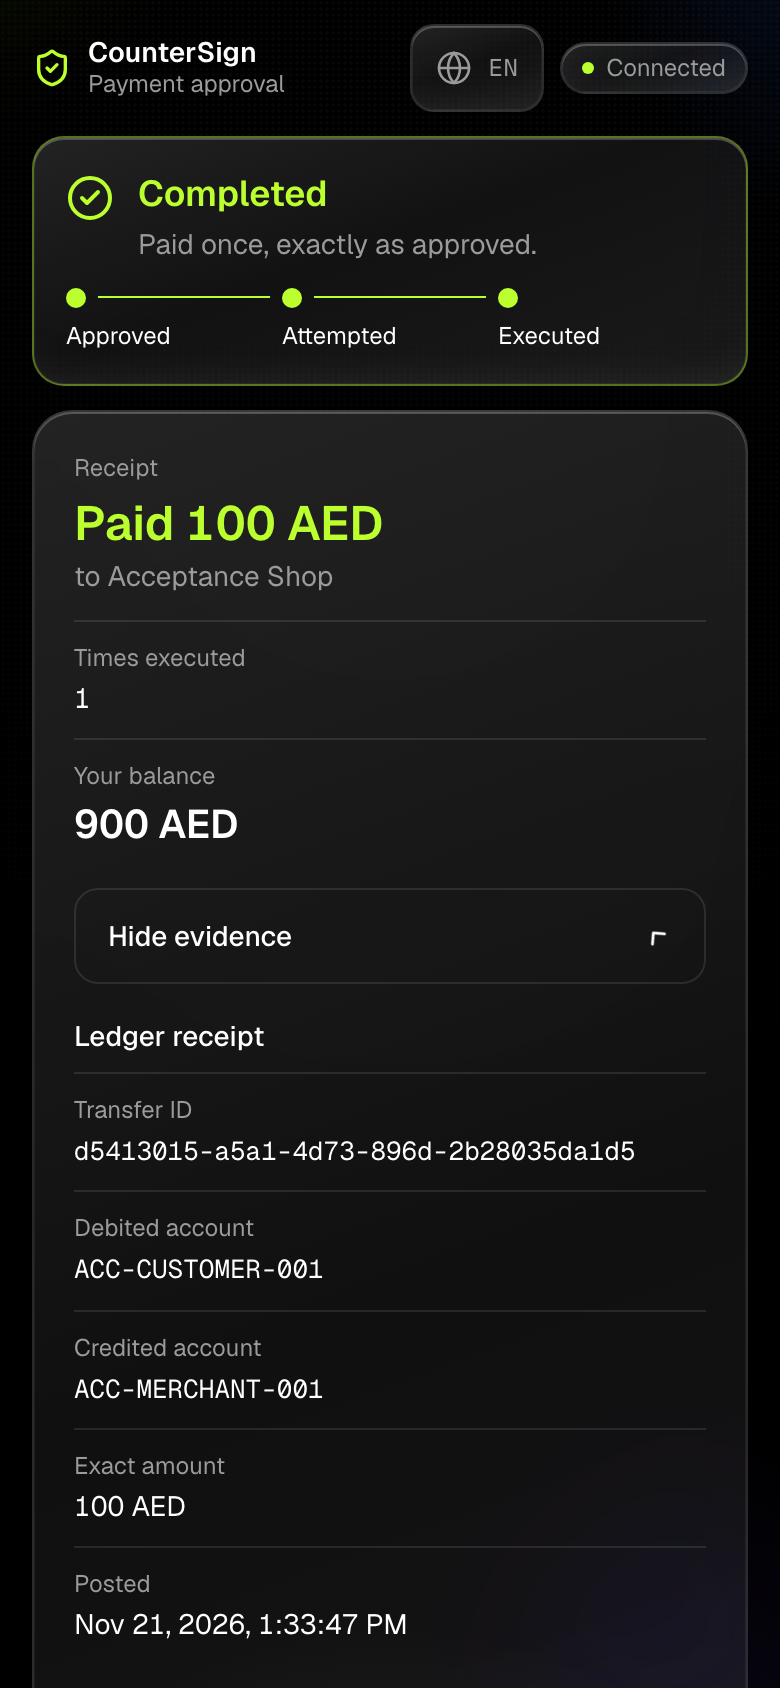 CounterSign
Payment approval
EN
Connected
Completed
Paid once, exactly as approved.
Approved
Attempted
Executed
Receipt
Paid 100 AED
to Acceptance Shop
Times executed
1
Your balance
900 AED
Hide evidence
Ledger receipt
Transfer ID
d5413015-a5a1-4d73-896d-2b28035da1d5
Debited account
ACC-CUSTOMER-001
Credited account
ACC-MERCHANT-001
Exact amount
100 AED
Posted
Nov 21, 2026, 1:33:47 PM